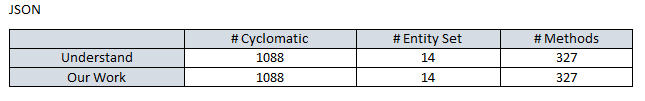 JSON
# Cyclomatic # Entity Set # Methods
Understand 1088 14 327
Our Work 1088 14 327